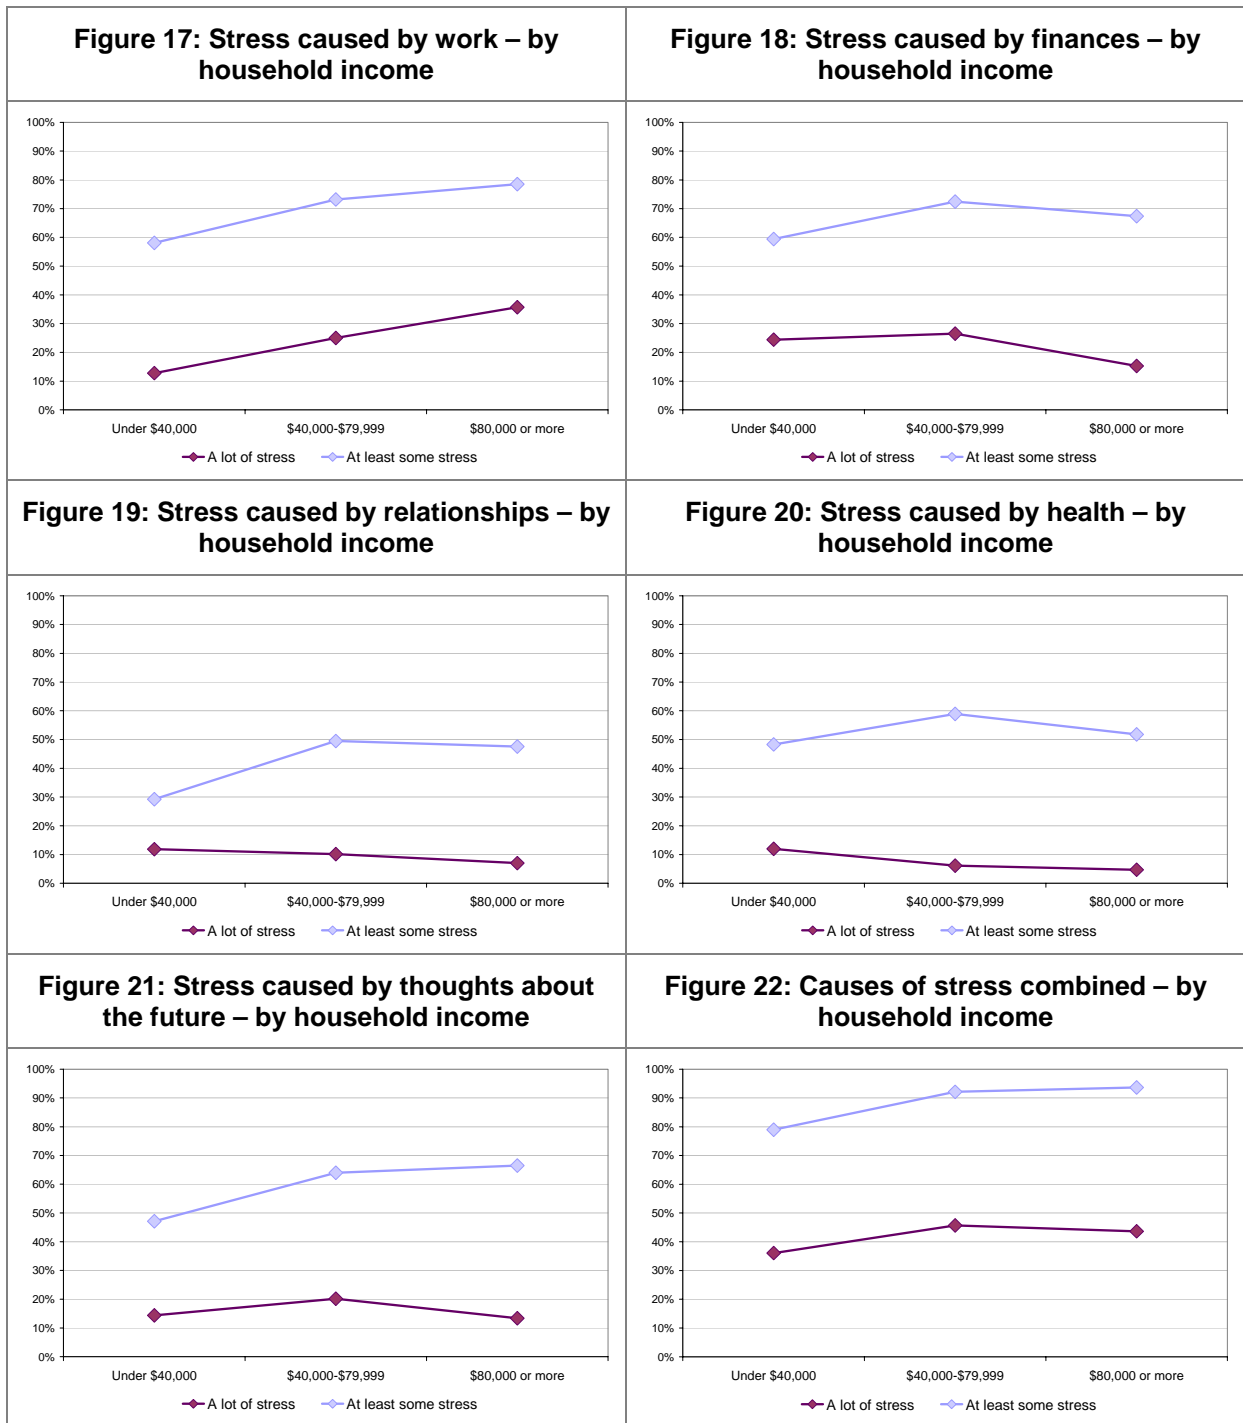 Figure 17: Stress caused by work – by
household income
100%
90%
80%
70%
60%
50%
40%
30%
20%
10%
0%
Under $40,000 $40,000-$79,999 $80,000 or more
A lot of stress At least some stress
Figure 18: Stress caused by finances – by
household income
100%
90%
80%
70%
60%
50%
40%
30%
20%
10%
0%
Under $40,000 $40,000-$79,999 $80,000 or more
A lot of stress At least some stress
Figure 19: Stress caused by relationships – by
household income
100%
90%
80%
70%
60%
50%
40%
30%
20%
10%
0%
Under $40,000 $40,000-$79,999 $80,000 or more
A lot of stress At least some stress
Figure 20: Stress caused by health – by
household income
100%
90%
80%
70%
60%
50%
40%
30%
20%
10%
0%
Under $40,000 $40,000-$79,999 $80,000 or more
A lot of stress At least some stress
Figure 21: Stress caused by thoughts about
the future – by household income
100%
90%
80%
70%
60%
50%
40%
30%
20%
10%
0%
Under $40,000 $40,000-$79,999 $80,000 or more
A lot of stress At least some stress
Figure 22: Causes of stress combined – by
household income
100%
90%
80%
70%
60%
50%
40%
30%
20%
10%
0%
Under $40,000 $40,000-$79,999 $80,000 or more
A lot of stress At least some stress